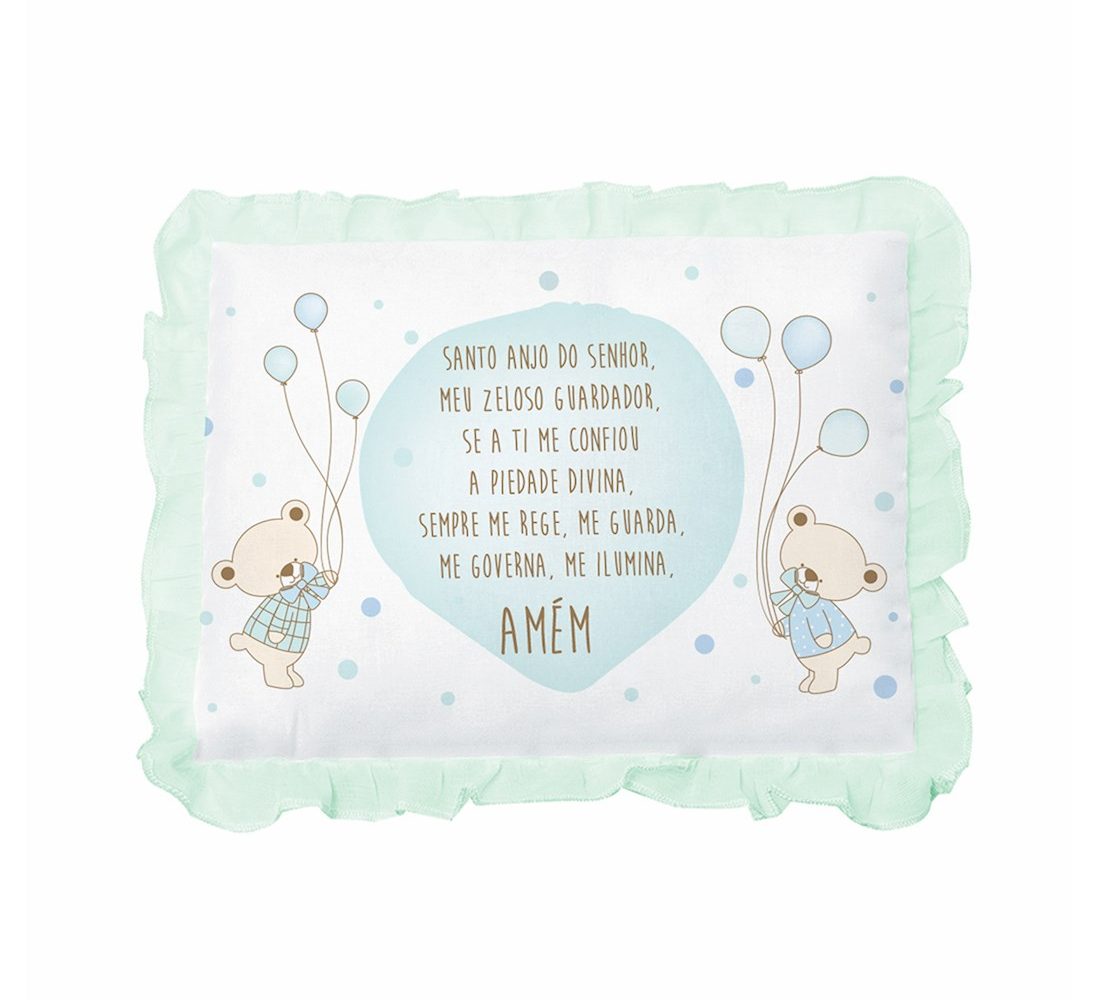 SANTO ANJO DO SENHOR,
MEU ZELOSO GUARDADOR,
SE A TI ME CONFIOU
A PIEDADE DIVINA,
SEMPRE ME REGE, ME GUARDA,
ME GOVERNA, ME ILUMINA,
AMÉM